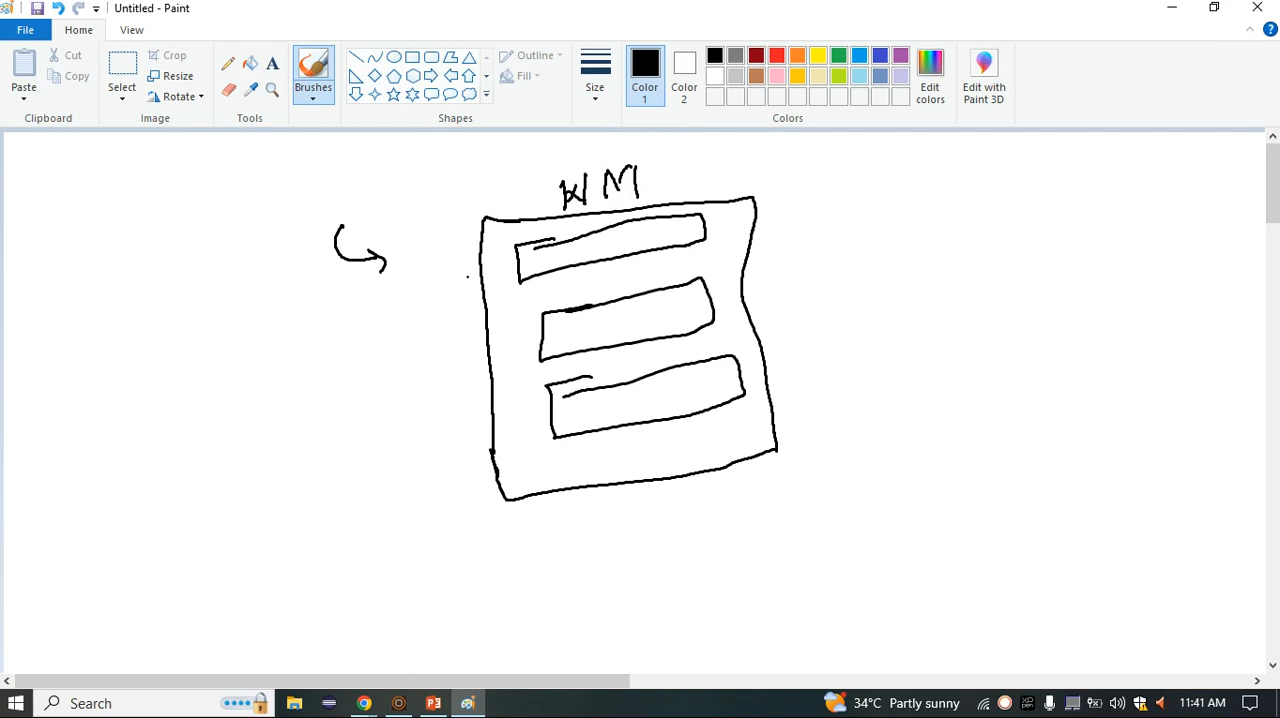 Untitled - Paint
File
Home
View
Paste
Cut
Copy
Clipboard
Select
Crop
Resize
Rotate
Image
Tools
Brushes
Shapes
Outline
Fill
Size
Color 1
Color 2
Colors
Edit colors
Edit with Paint 3D
NM
Search
34°C Partly sunny
11:41 AM